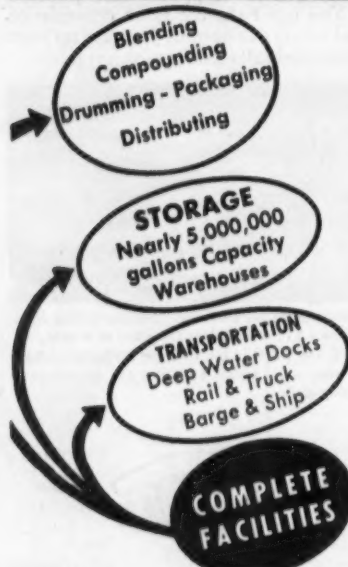 Blending
Compounding
Drumming - Packaging
Distributing
STORAGE
Nearly 5,000,000
gallons Capacity
Warehouses
TRANSPORTATION
Deep Water Docks
Rail & Truck
Barge & Ship
COMPLETE
FACILITIES